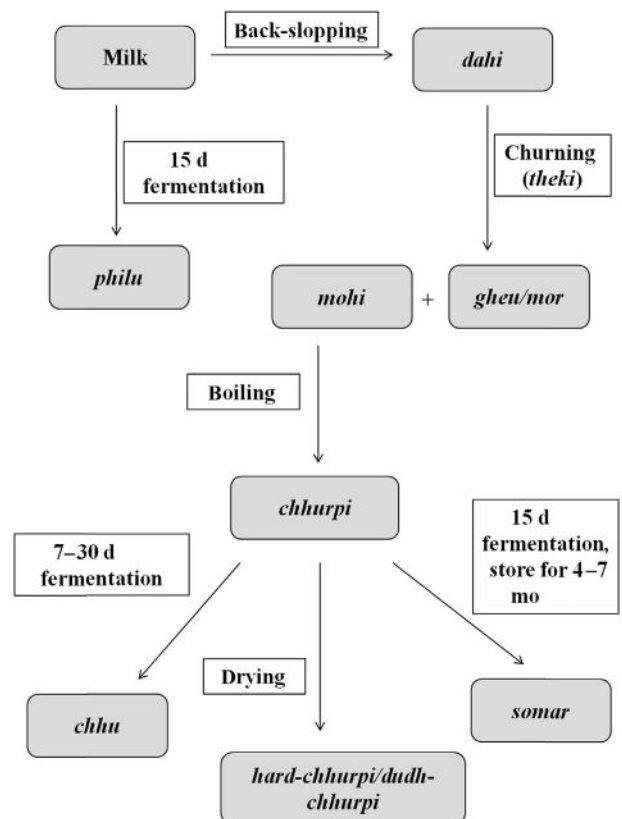 Back-slopping
Milk
dahi
15 d
fermentation
Churning
(theki)
philu
mohi
+
gheu/mor
Boiling
chhurpi
7–30 d
fermentation
15 d
fermentation,
store for 4–7
mo
Drying
chhu
somar
hard-chhurpi/dudh-
chhurpi